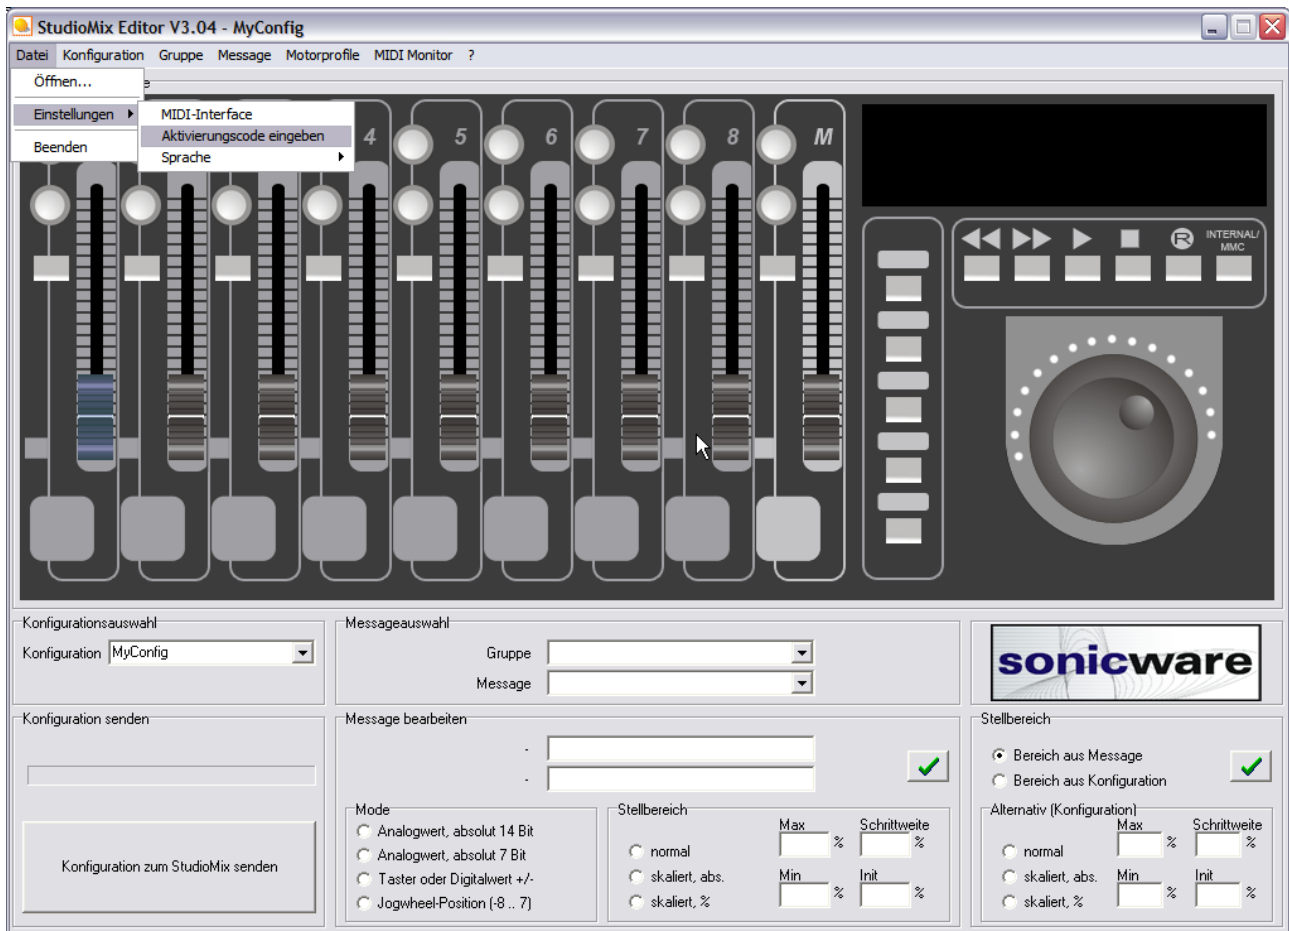 StudioMix Editor V3.04 - MyConfig
Datei Konfiguration Gruppe Message Motorprofile MIDI Monitor ?
Öffnen...
Einstellungen
Beenden
MIDI-Interface
Aktivierungscode eingeben
Sprache
4 5 6 7 8 M
R INTERNAL/
MMC
Konfigurationsauswahl
Konfiguration MyConfig
Messageauswahl
Gruppe
Message
sonicware
Konfiguration senden
Konfiguration zum StudioMix senden
Message bearbeiten
-
-
Mode
Analogwert, absolut 14 Bit
Analogwert, absolut 7 Bit
Taster oder Digitalwert +/-
Jogwheel-Position (-8 .. 7)
Stellbereich
Max Schrittweite
normal % %
skaliert, abs. Min Init
skaliert, % % %
Stellbereich
Bereich aus Message
Bereich aus Konfiguration
Alternativ (Konfiguration)
Max Schrittweite
normal % %
skaliert, abs. Min Init
skaliert, % % %